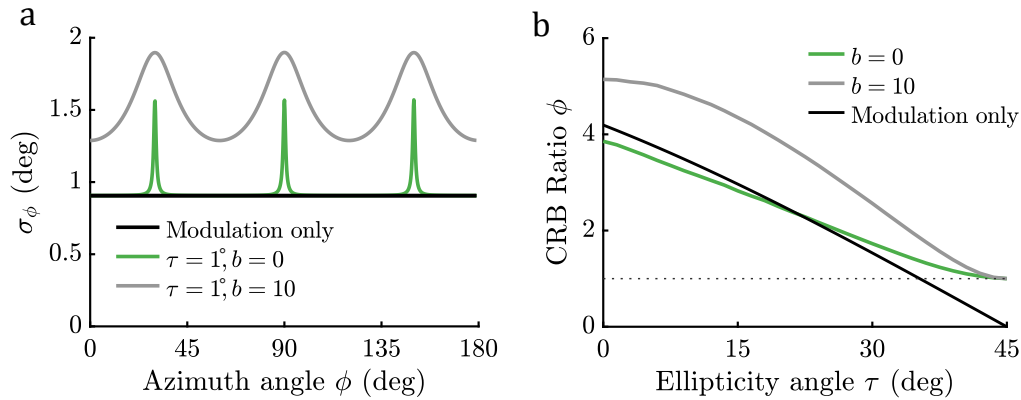 a
2
1.5
1
0.5
0
σϕ (deg)
Modulation only
τ = 1°, b = 0
τ = 1°, b = 10
0 45 90 135 180
Azimuth angle ϕ (deg)
b
6
4
2
0
CRB Ratio ϕ
b = 0
b = 10
Modulation only
0 15 30 45
Ellipticity angle τ (deg)